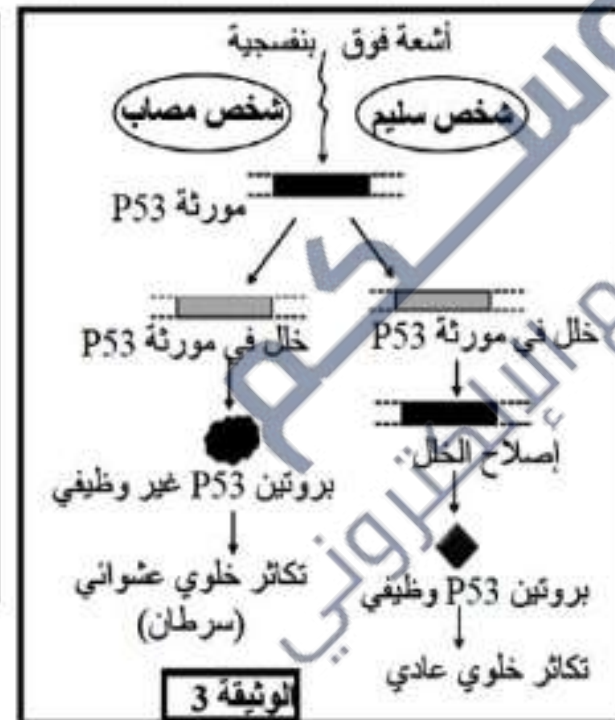 أشعة فوق بنفسجية
شخص سليم
شخص مصاب
مورثة P53
خلل في مورثة P53
خلل في مورثة P53
إصلاح الخلل
بروتين P53 غير وظيفي
بروتين P53 وظيفي
تكاثر خلوي عشوائي
(سرطان)
تكاثر خلوي عادي
الوثيقة 3